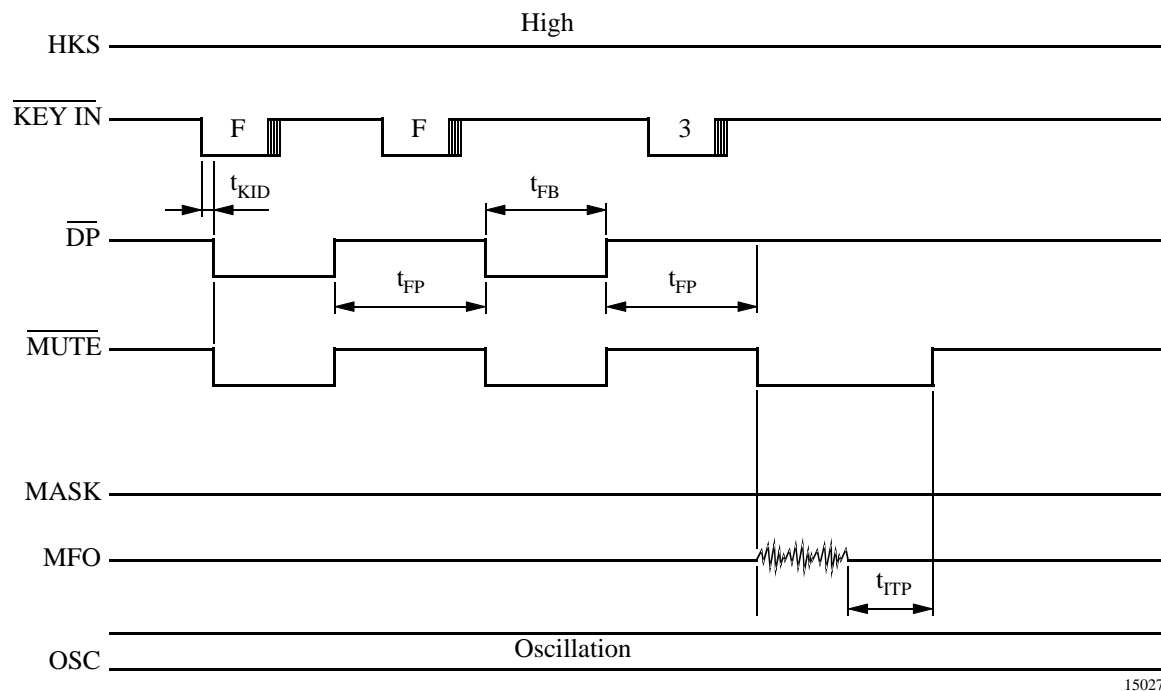 High
HKS
KEY IN
F F 3
tKID tFB
DP
tFP tFP
MUTE
MASK
MFO
tITP
Oscillation
OSC
15027